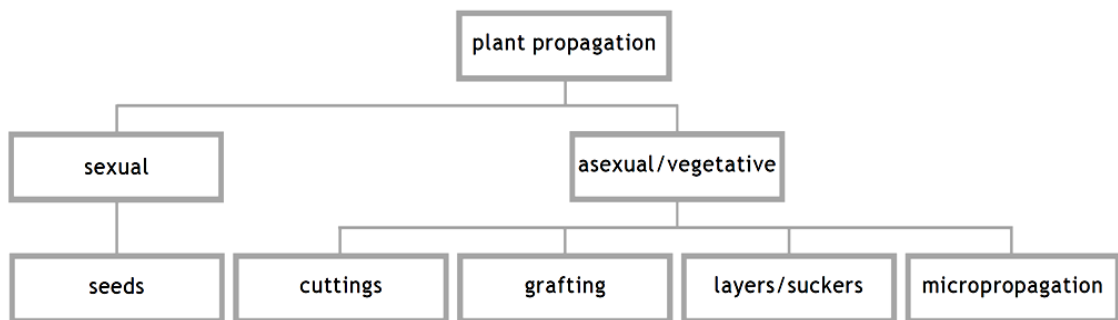 plant propagation
sexual
asexual/vegetative
seeds
cuttings
grafting
layers/suckers
micropropagation